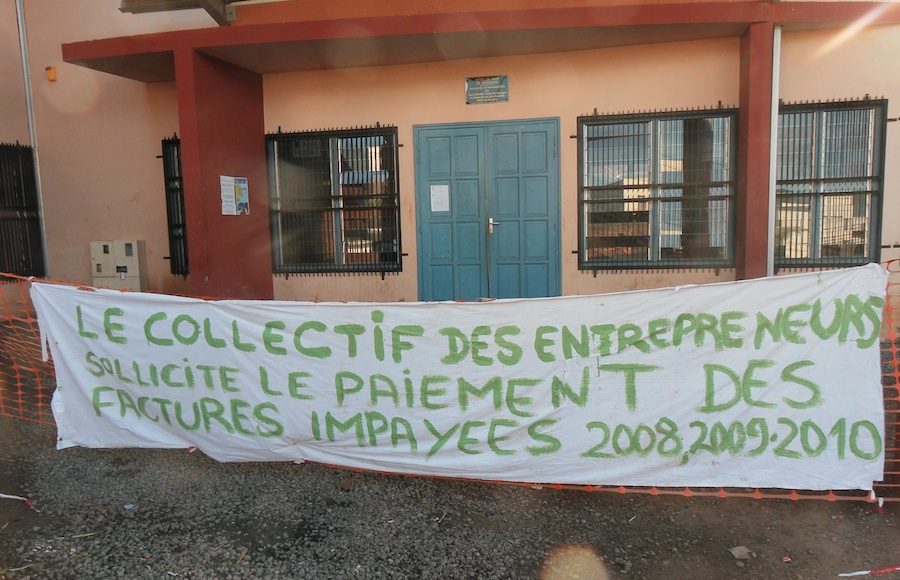 LE COLLECTIF DES ENTREPRENEURS
SOLLICITE LE PAIEMENT DES
FACTURES IMPAYEES 2008,2009.2010